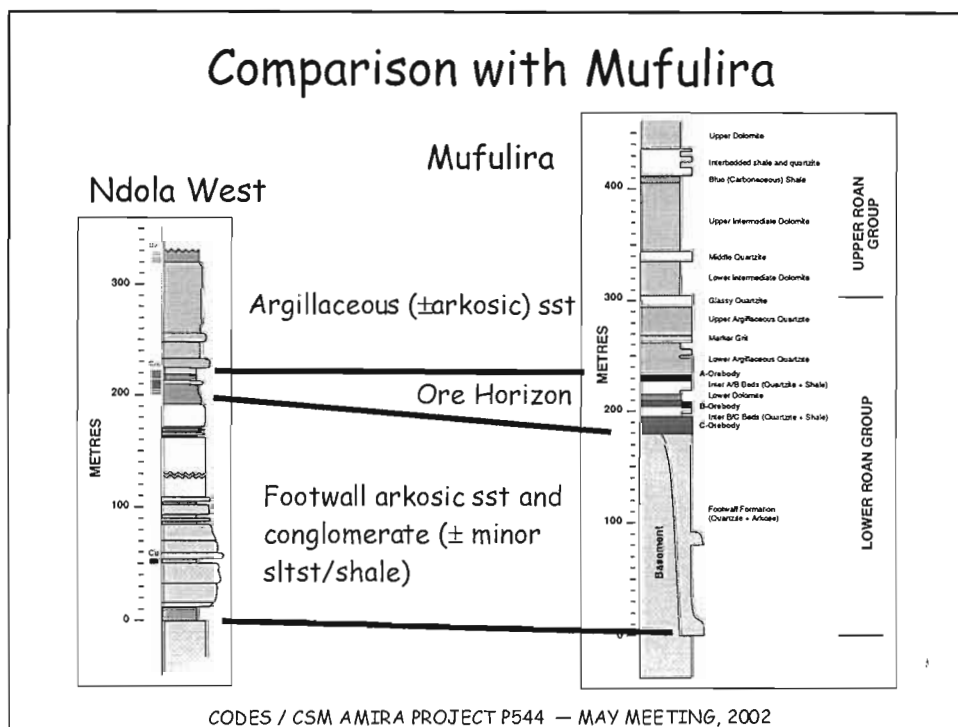 Comparison with Mufulira
Ndola West
METRES
300
200
100
0
Cu
Argillaceous (±arkosic) sst
Ore Horizon
Footwall arkosic sst and
conglomerate (± minor
sltst/shale)
Mufulira
METRES
400
300
200
100
0
Basement
Upper Dolomite
Interbedded shale and quartzite
Blue (Carbonaceous) Shale
Upper Intermediate Dolomite
Middle Quartzite
Lower Intermediate Dolomite
Glassy Quartzite
Upper Argillaceous Quartzite
Marker Grit
Lower Argillaceous Quartzite
A-Orebody
Inter A/B Beds (Quartzite + Shale)
Lower Dolomite
B-Orebody
Inter B/C Beds (Quartzite + Shale)
C-Orebody
Footwall Formation
(Quartzite + Arkose)
UPPER ROAN
GROUP
LOWER ROAN GROUP
CODES / CSM AMIRA PROJECT P544 — MAY MEETING, 2002